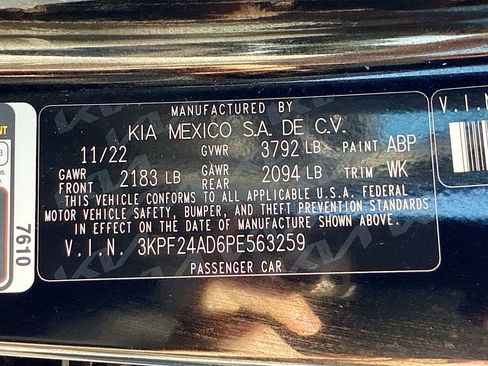 MANUFACTURED BY
KIA MEXICO S.A. DE C.V.
11/22 GVWR 3792 LB PAINT ABP
GAWR FRONT 2183 LB GAWR REAR 2094 LB TRIM WK
THIS VEHICLE CONFORMS TO ALL APPLICABLE U.S.A. FEDERAL
MOTOR VEHICLE SAFETY, BUMPER, AND THEFT PREVENTION STANDARDS
IN EFFECT ON THE DATE OF MANUFACTURE SHOWN ABOVE.
V.I.N. 3KPF24AD6PE563259
PASSENGER CAR
7610
V.I.N.